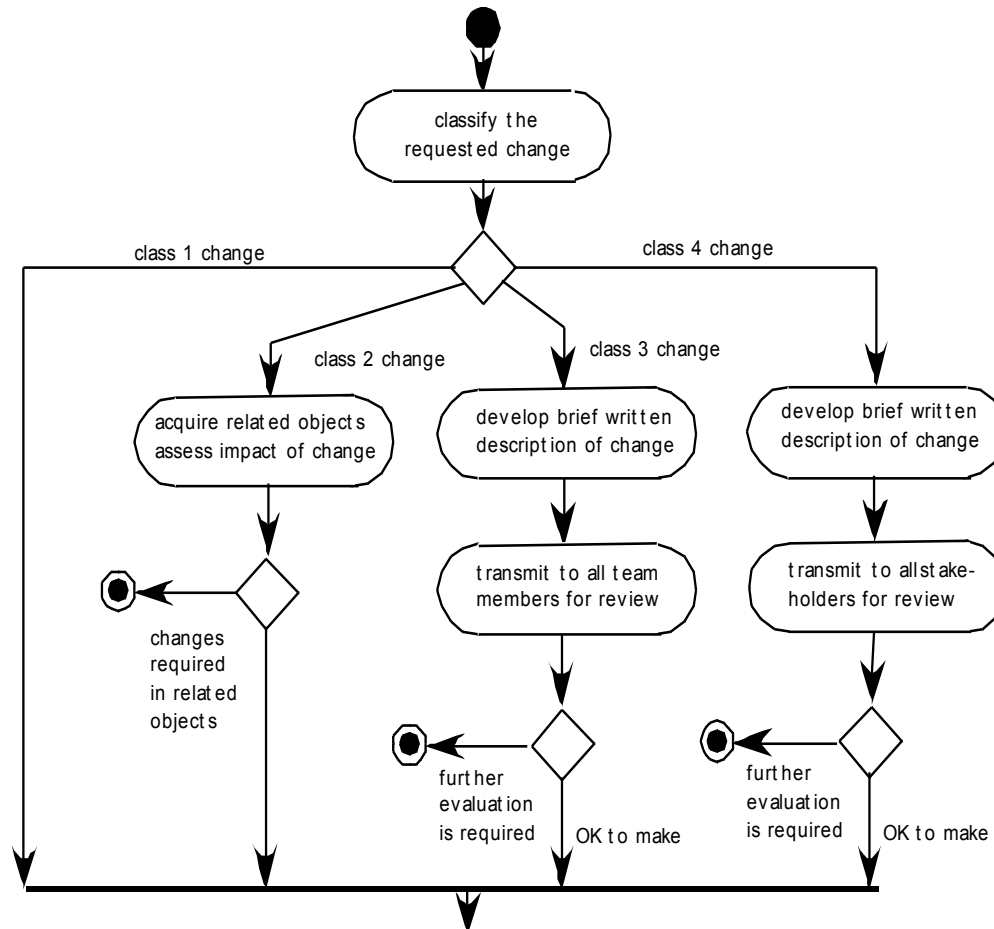 classify the
requested change
class 1 change
class 4 change
class 2 change
class 3 change
acquire related objects
assess impact of change
develop brief written
description of change
develop brief written
description of change
transmit to all team
members for review
transmit to allstake-
holders for review
changes
required
in related
objects
further
evaluation
is required
OK to make
further
evaluation
is required
OK to make